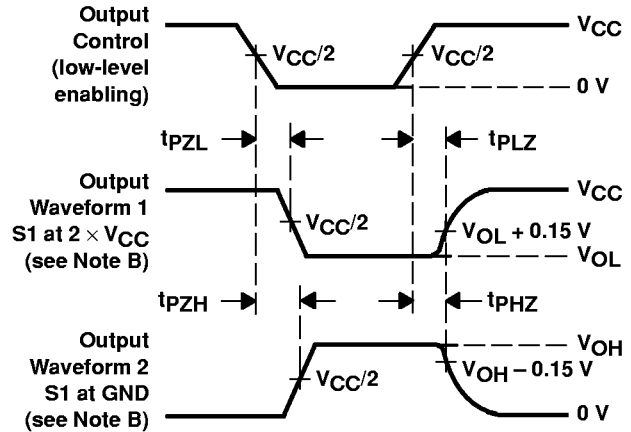 Output
Control
(low-level
enabling)
VCC/2
VCC/2
VCC
0 V
tPZL
tPLZ
Output
Waveform 1
S1 at 2 × VCC
(see Note B)
VCC/2
VCC
VOL + 0.15 V
VOL
tPZH
tPHZ
Output
Waveform 2
S1 at GND
(see Note B)
VCC/2
VOH
VOH − 0.15 V
0 V